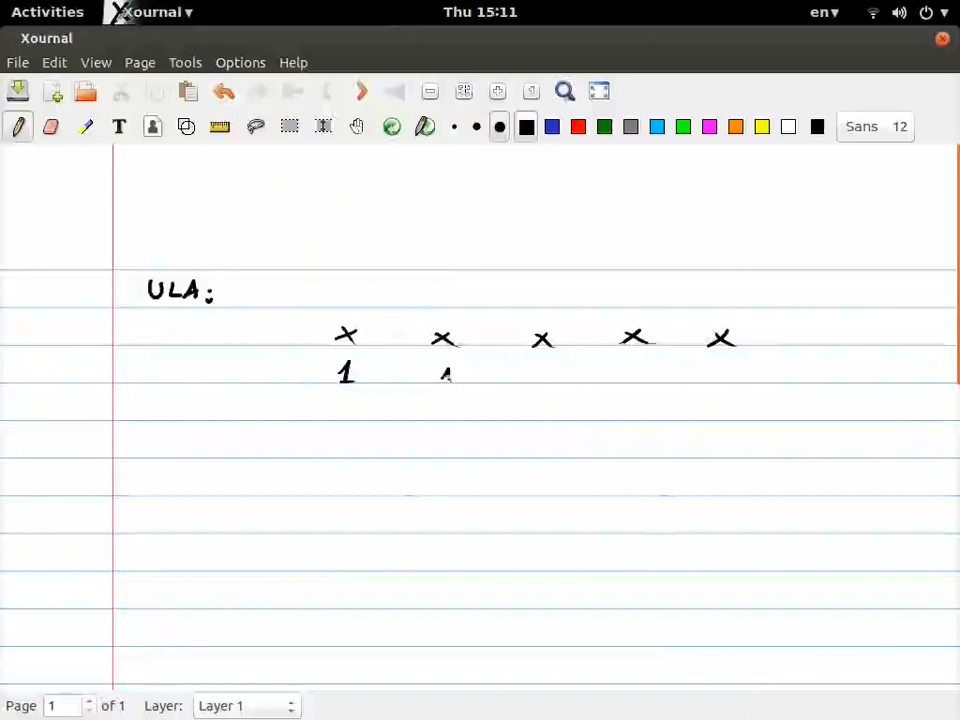 Activities Xournal ▾ Thu 15:11 en ▾
Xournal
File Edit View Page Tools Options Help
T Sans 12
ULA:
x x x x x
1
Page 1 of 1 Layer: Layer 1